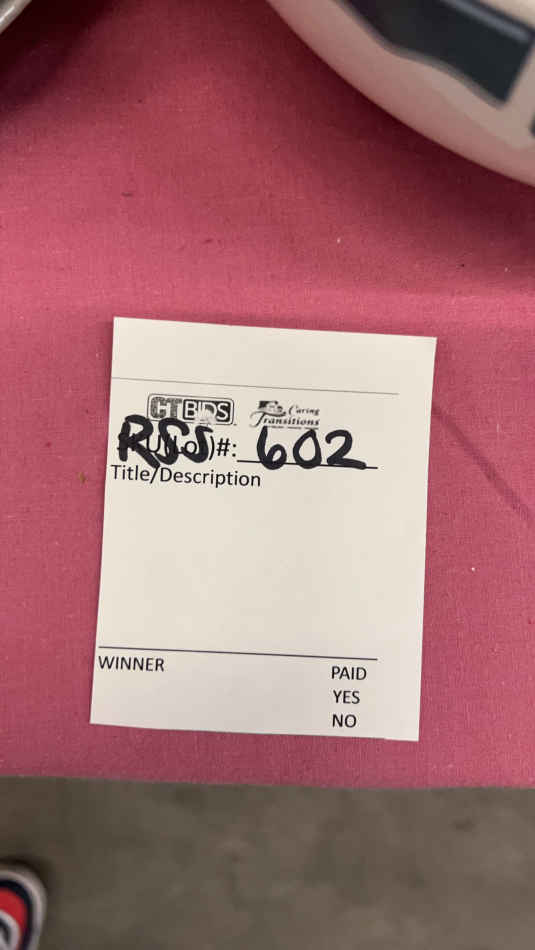 CTBIDS Caring Transitions
RSS #: 602
Title/Description
WINNER PAID
YES
NO